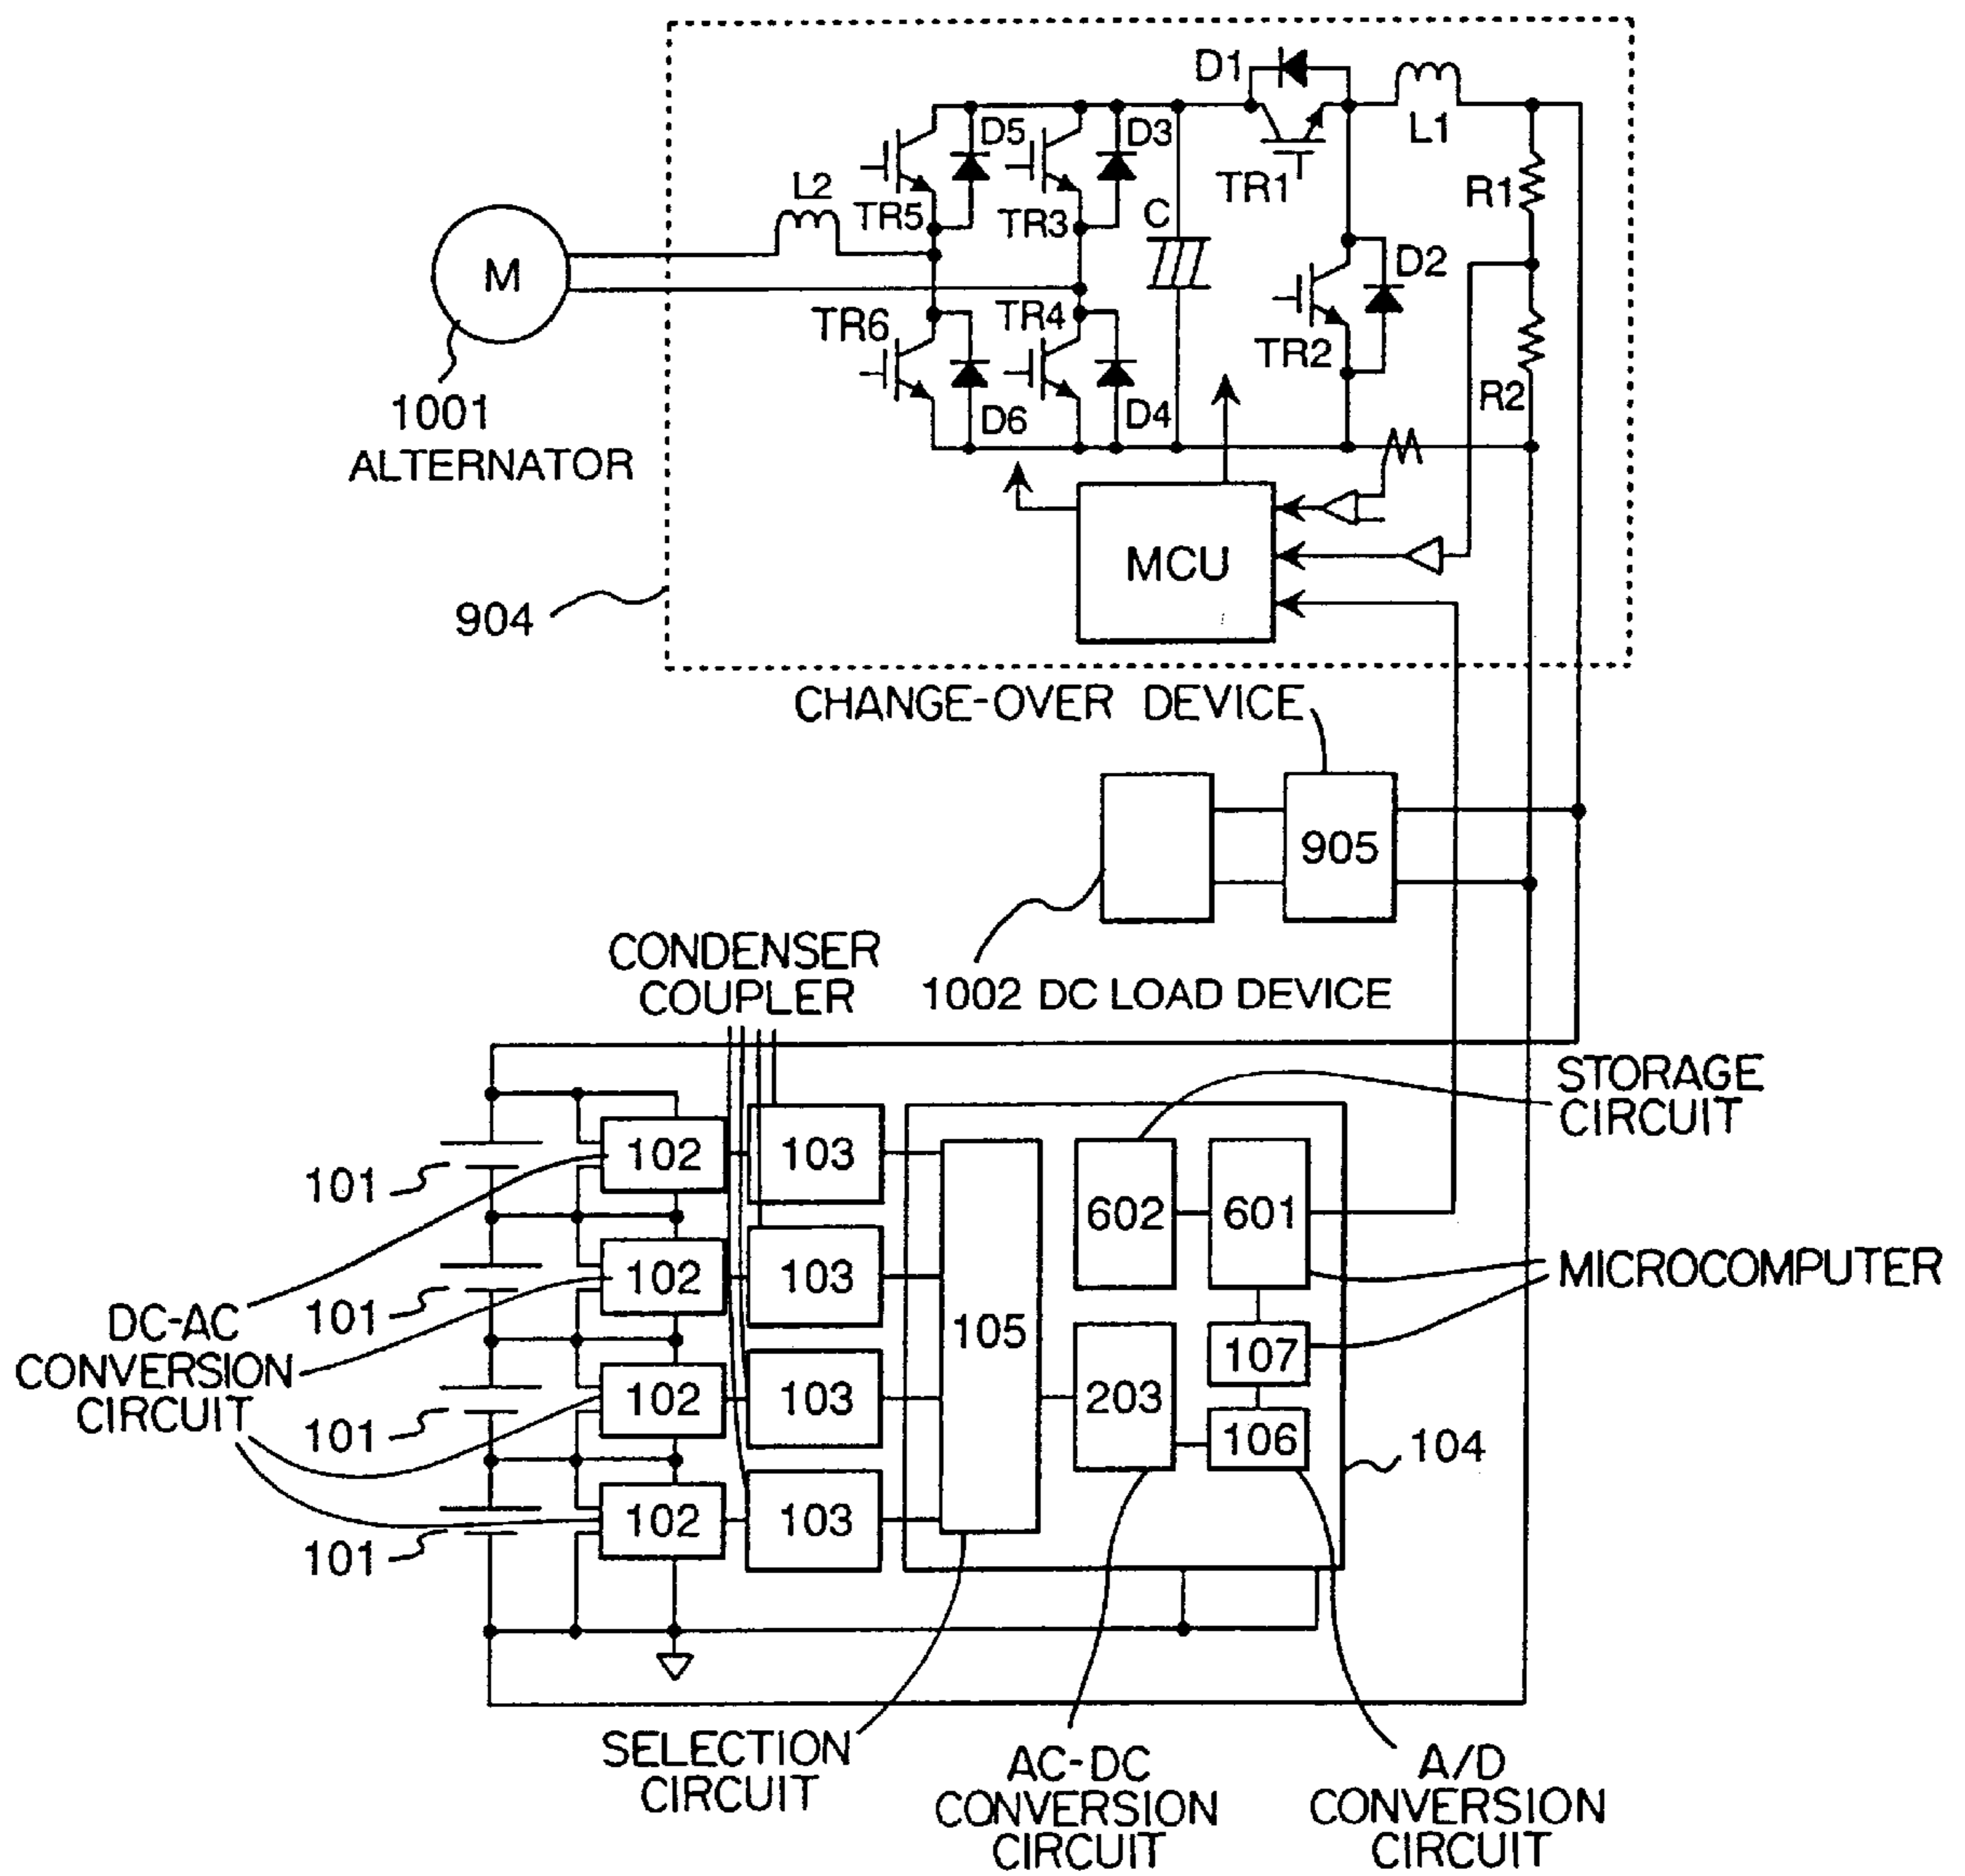 D1
D5
D3
L1
TR1
R1
L2
TR5
TR3
C
D2
M
TR6
TR4
TR2
R2
D6
D4
1001
ALTERNATOR
MCU
904
CHANGE-OVER DEVICE
905
CONDENSER
COUPLER
1002 DC LOAD DEVICE
STORAGE
CIRCUIT
101
102
103
602
601
101
102
103
MICROCOMPUTER
DC-AC
CONVERSION
CIRCUIT
105
107
101
102
103
203
106
104
101
102
103
SELECTION
CIRCUIT
AC-DC
CONVERSION
CIRCUIT
A/D
CONVERSION
CIRCUIT